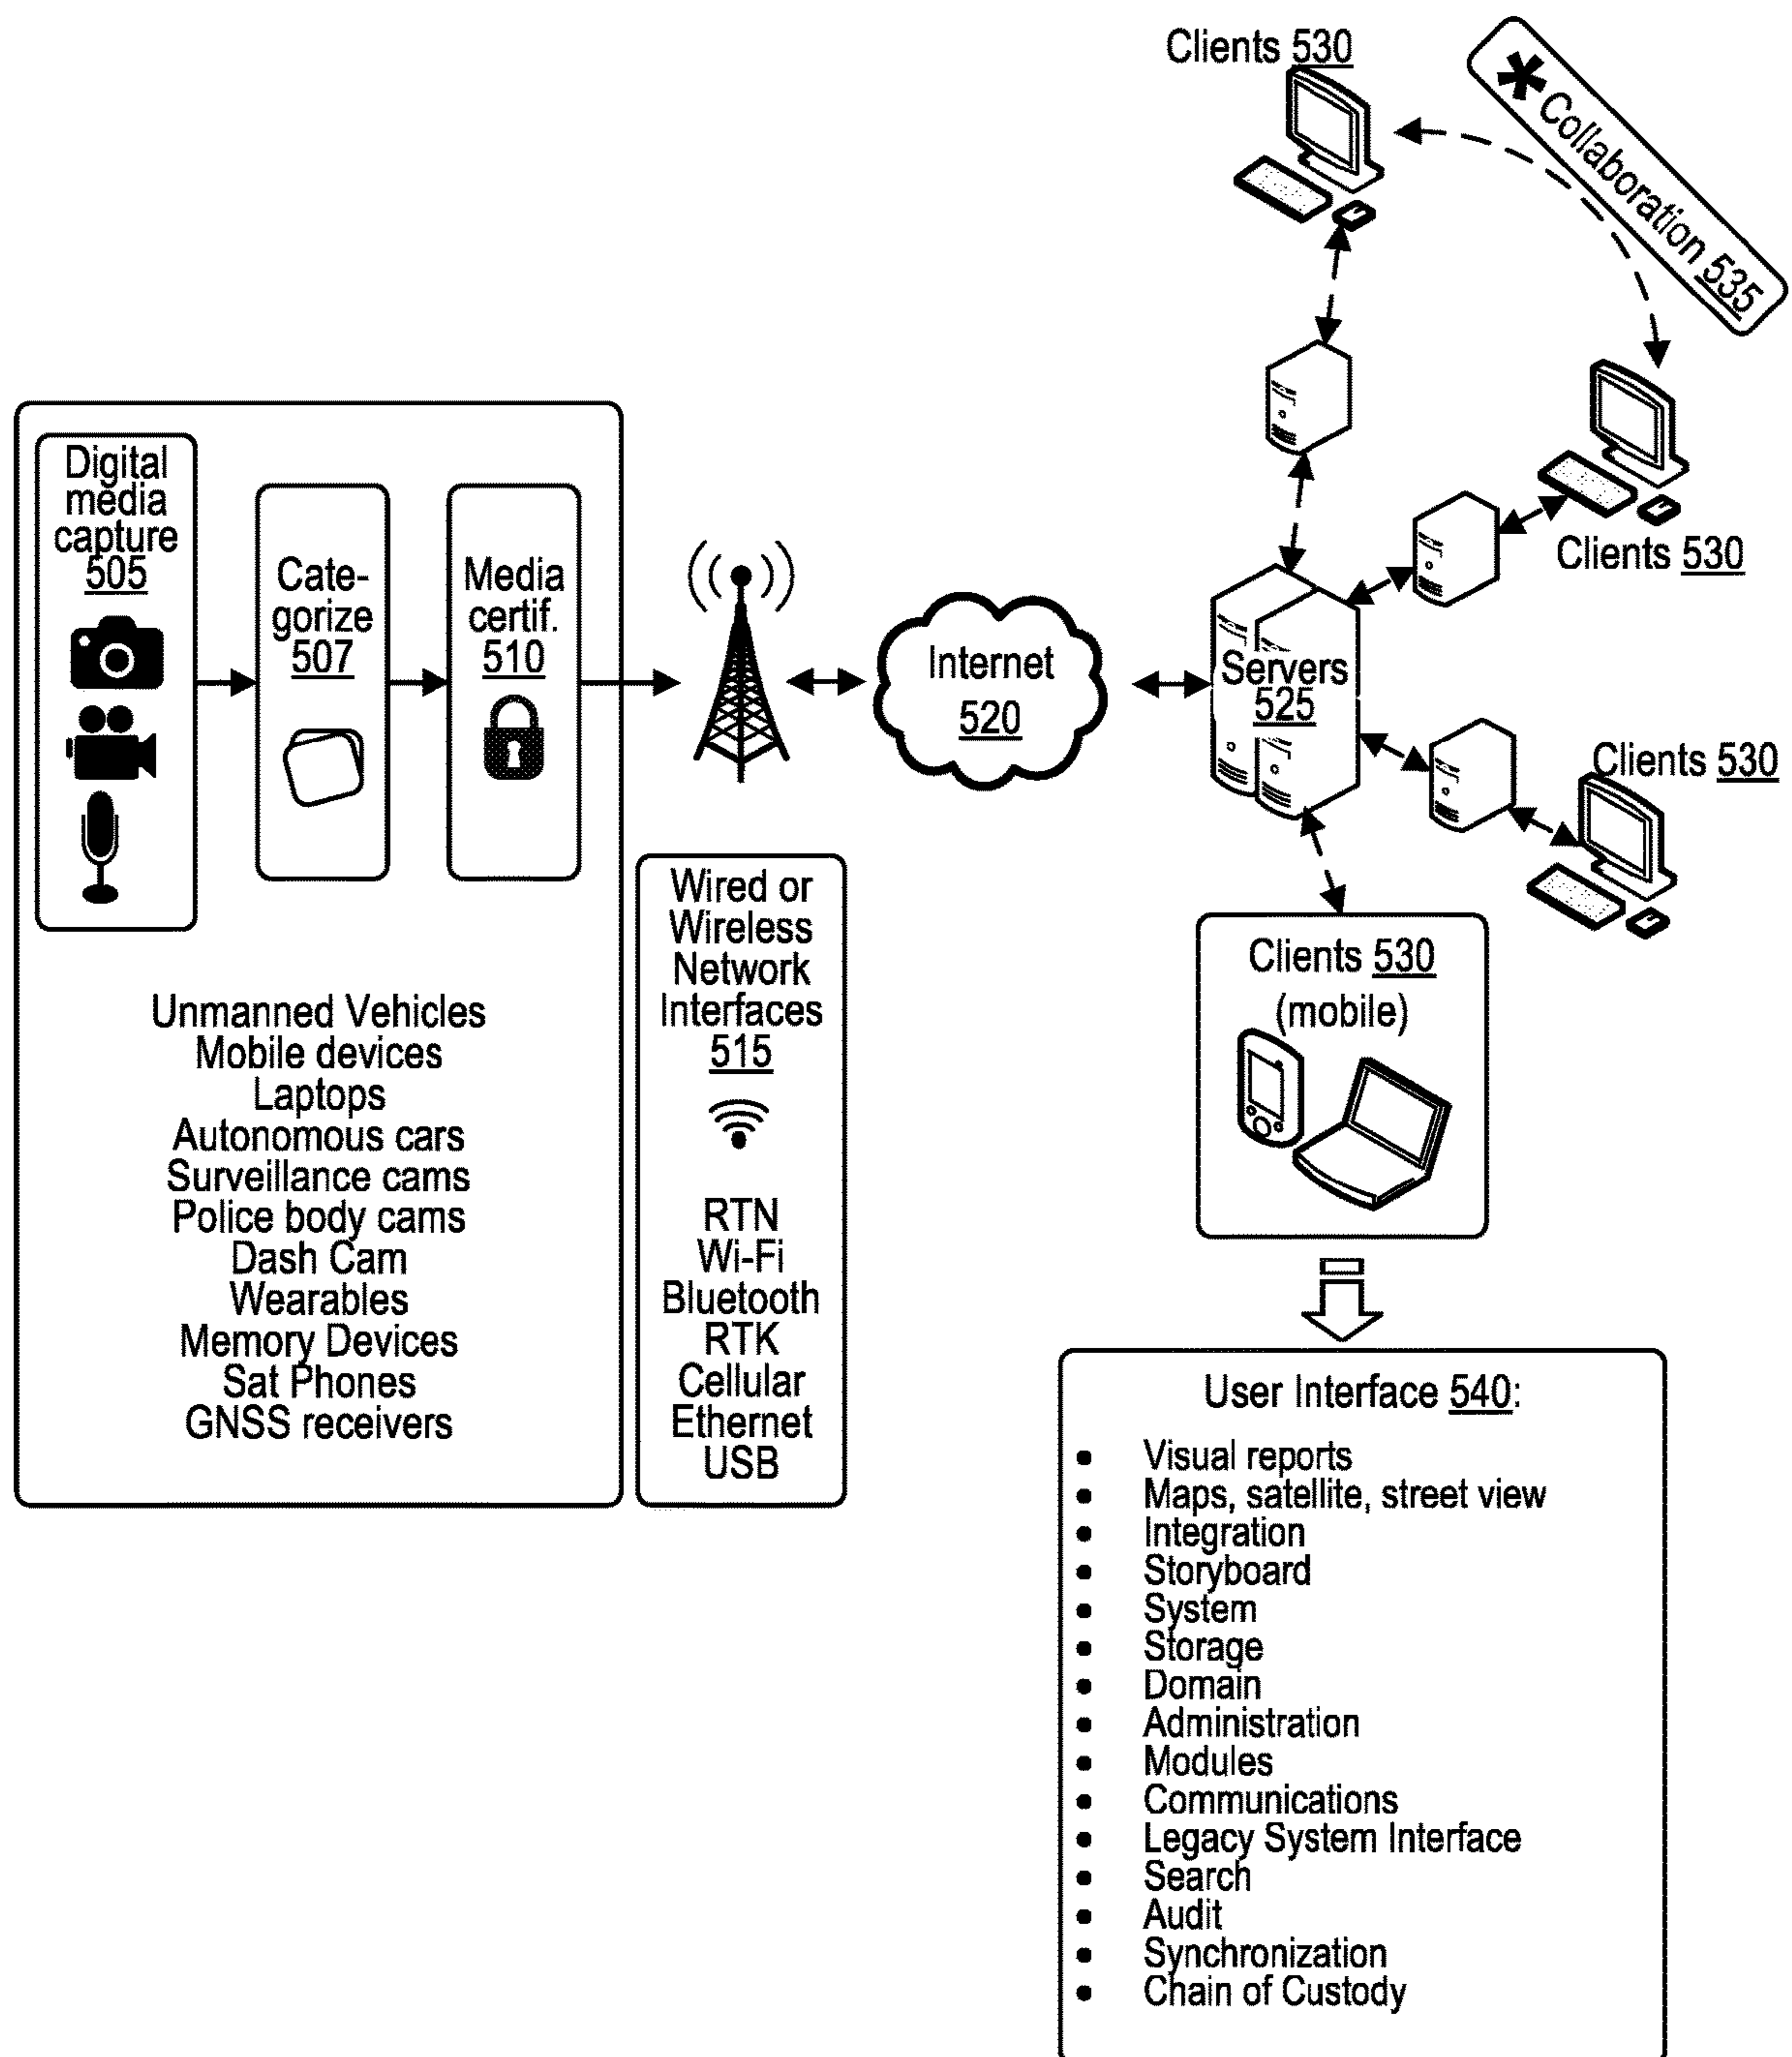 Clients 530
* Collaboration 535
Digital
media
capture
505
Cate-
gorize
507
Media
certif.
510
Internet
520
Servers
525
Clients 530
Clients 530
Wired or
Wireless
Network
Interfaces
515
RTN
Wi-Fi
Bluetooth
RTK
Cellular
Ethernet
USB
Unmanned Vehicles
Mobile devices
Laptops
Autonomous cars
Surveillance cams
Police body cams
Dash Cam
Wearables
Memory Devices
Sat Phones
GNSS receivers
Clients 530
(mobile)
User Interface 540:
• Visual reports
• Maps, satellite, street view
• Integration
• Storyboard
• System
• Storage
• Domain
• Administration
• Modules
• Communications
• Legacy System Interface
• Search
• Audit
• Synchronization
• Chain of Custody